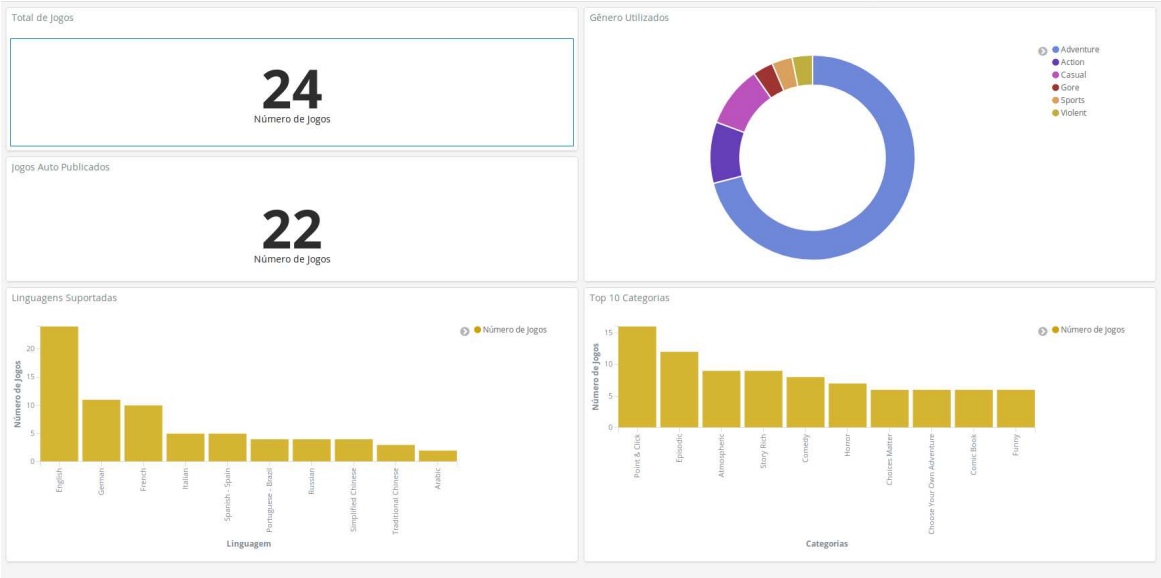 Total de Jogos
24
Número de Jogos
Jogos Auto Publicados
22
Número de Jogos
Gênero Utilizados
Adventure
Action
Casual
Gore
Sports
Violent
Linguagens Suportadas
Número de Jogos
Número de Jogos
20
15
10
5
0
English
German
French
Italian
Spanish - Spain
Portuguese - Brazil
Russian
Simplified Chinese
Traditional Chinese
Arabic
Linguagem
Top 10 Categorias
Número de Jogos
Número de Jogos
15
10
5
0
Point & Click
Episodic
Atmospheric
Story Rich
Comedy
Horror
Choices Matter
Choose Your Own Adventure
Comic Book
Funny
Categorias